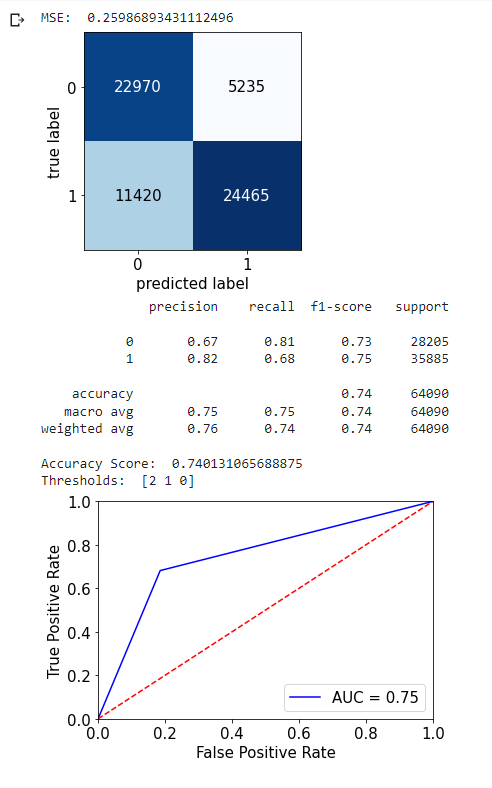 MSE:  0.25986893431112496
true label
0
22970
5235
1
11420
24465
0
1
predicted label
precision    recall  f1-score   support
0       0.67      0.81      0.73     28205
1       0.82      0.68      0.75     35885
accuracy                           0.74     64090
macro avg       0.75      0.75      0.74     64090
weighted avg       0.76      0.74      0.74     64090
Accuracy Score:  0.740131065688875
Thresholds:  [2 1 0]
True Positive Rate
1.0
0.8
0.6
0.4
0.2
0.0
AUC = 0.75
0.0 0.2 0.4 0.6 0.8 1.0
False Positive Rate